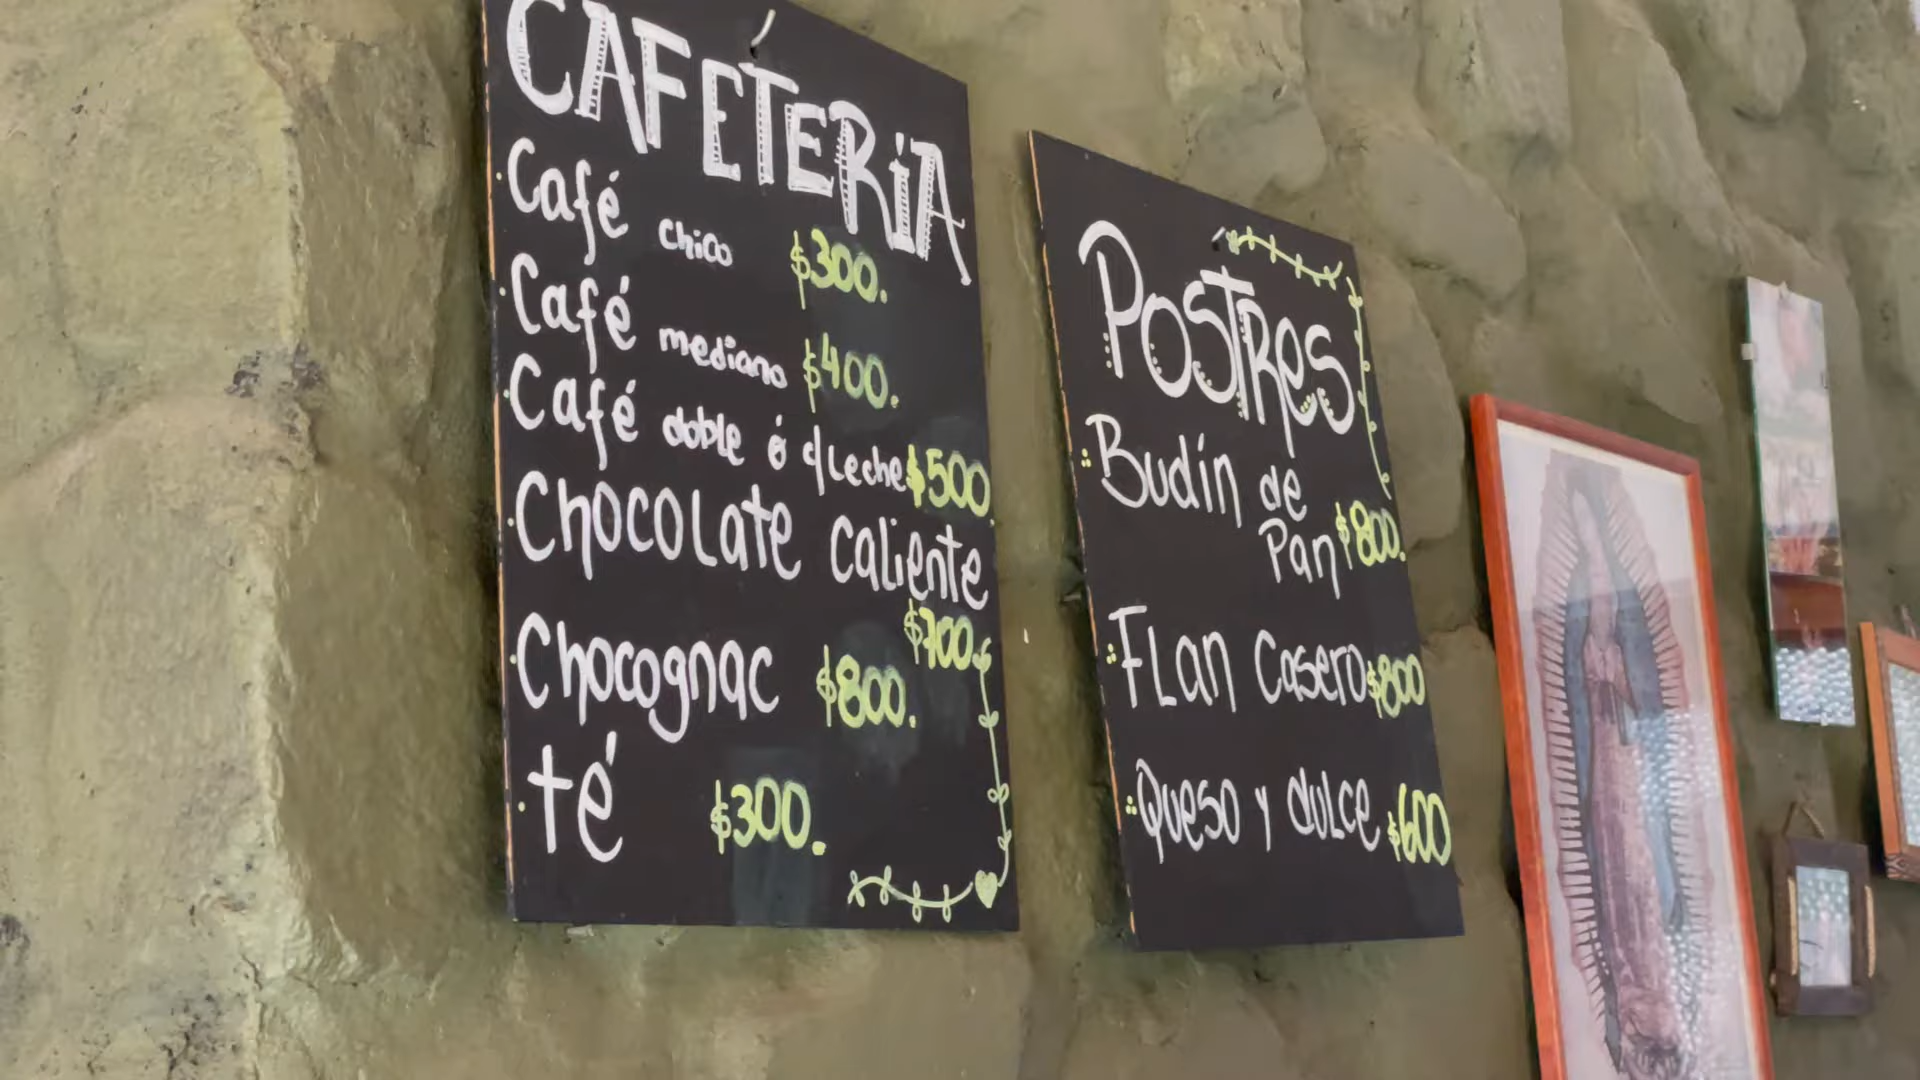 CAFETERÍA
Café chico $300.
Café mediano $400.
Café doble ó c/Leche $500
Chocolate caliente
$700.
Chocognac $800.
té $300.
POSTRES
Budín de
Pan $800.
FLan Casero $800
Queso y dulce $600